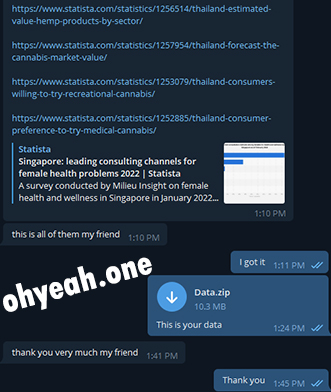 https://www.statista.com/statistics/1256514/thailand-estimated-
value-hemp-products-by-sector/
https://www.statista.com/statistics/1257954/thailand-forecast-the-
cannabis-market-value/
https://www.statista.com/statistics/1253079/thailand-consumers-
willing-to-try-recreational-cannabis/
https://www.statista.com/statistics/1252885/thailand-consumer-
preference-to-try-medical-cannabis/
Statista
Singapore: leading consulting channels for
female health problems 2022 | Statista
A survey conducted by Milieu Insight on female
health and wellness in Singapore in January 2022...
1:10 PM
this is all of them my friend 1:10 PM
I got it 1:11 PM
ohyeah.one
Data.zip
10.3 MB
This is your data 1:24 PM
thank you very much my friend 1:41 PM
Thank you 1:45 PM